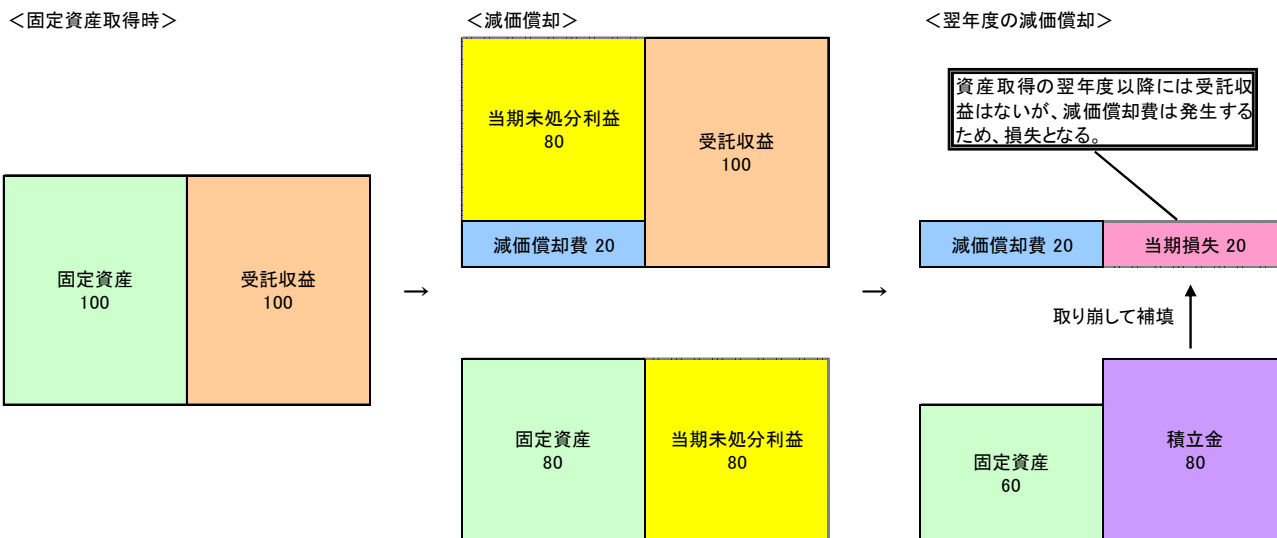 ＜固定資産取得時＞
固定資産
100
受託収益
100
→
＜減価償却＞
当期未処分利益
80
減価償却費 20
受託収益
100
固定資産
80
当期未処分利益
80
→
＜翌年度の減価償却＞
資産取得の翌年度以降には受託収
益はないが、減価償却費は発生する
ため、損失となる。
減価償却費 20
当期損失 20
取り崩して補填
固定資産
60
積立金
80